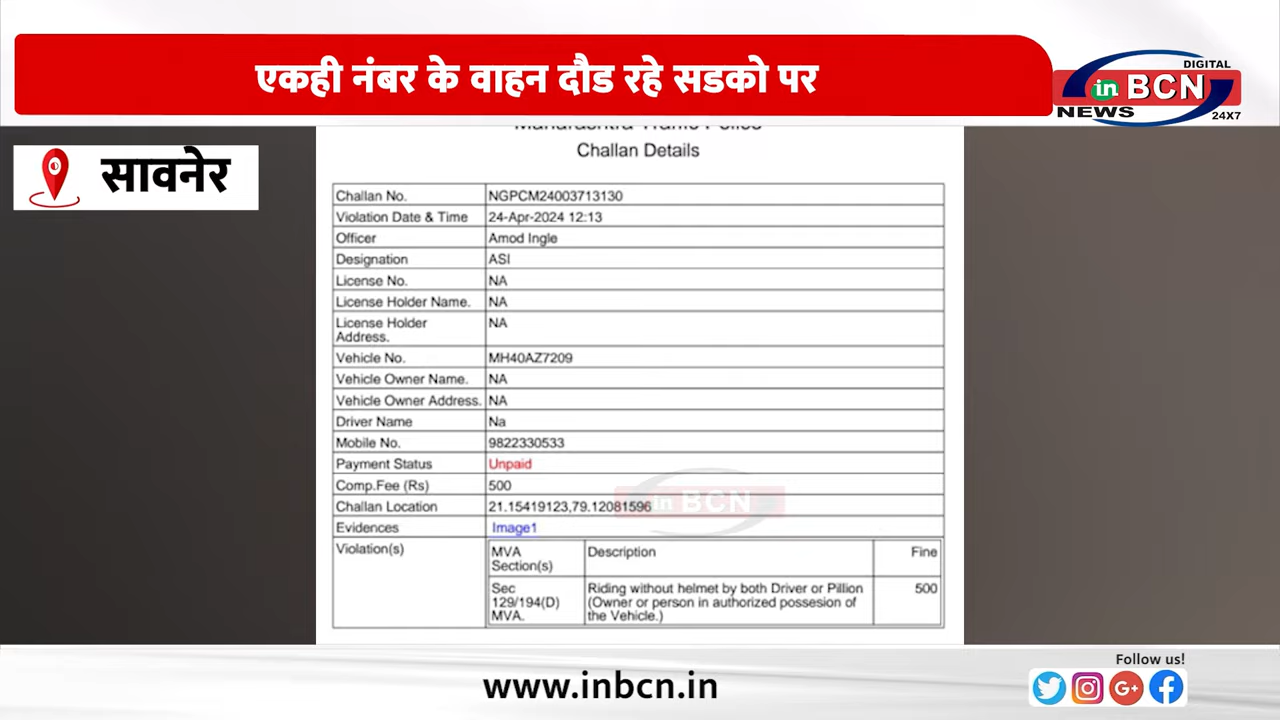 एकही नंबर के वाहन दौड रहे सडको पर
DIGITAL
in BCN
NEWS
24X7
सावनेर
Maharashtra Traffic Police
Challan Details
Challan No. NGPCM24003713130
Violation Date & Time 24-Apr-2024 12:13
Officer Amod Ingle
Designation ASI
License No. NA
License Holder Name. NA
License Holder NA
Address.
Vehicle No. MH40AZ7209
Vehicle Owner Name. NA
Vehicle Owner Address. NA
Driver Name Na
Mobile No. 9822330533
Payment Status Unpaid
Comp.Fee (Rs) 500
in BCN
Challan Location 21.15419123,79.12081596
Evidences Image1
Violation(s)
MVA Description Fine
Section(s)
Sec Riding without helmet by both Driver or Pillion 500
129/194(D) (Owner or person in authorized possesion of
MVA. the Vehicle.)
Follow us!
www.inbcn.in